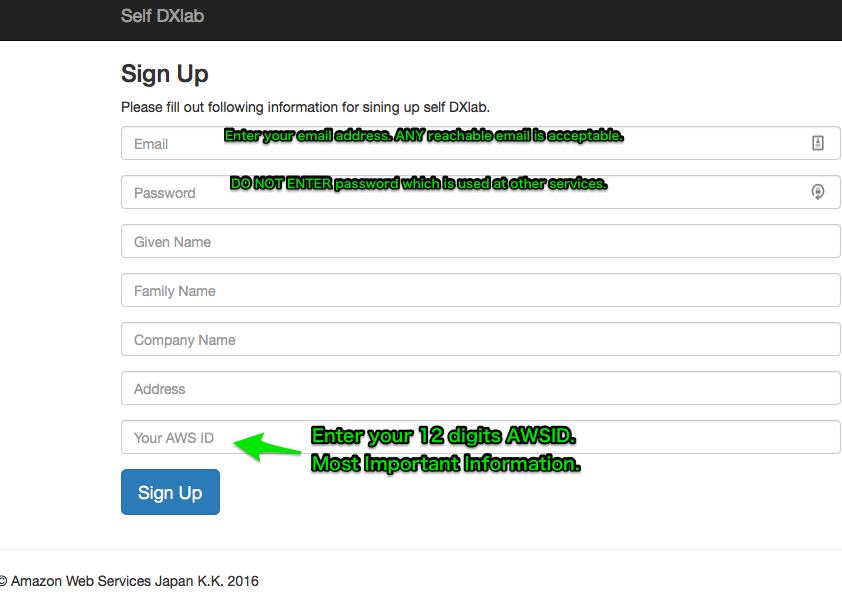 Self DXlab
Sign Up
Please fill out following information for sining up self DXlab.
Email Enter your email address. ANY reachable email is acceptable.
Password DO NOT ENTER password which is used at other services.
Given Name
Family Name
Company Name
Address
Your AWS ID Enter your 12 digits AWSID.
Most Important Information.
Sign Up
© Amazon Web Services Japan K.K. 2016